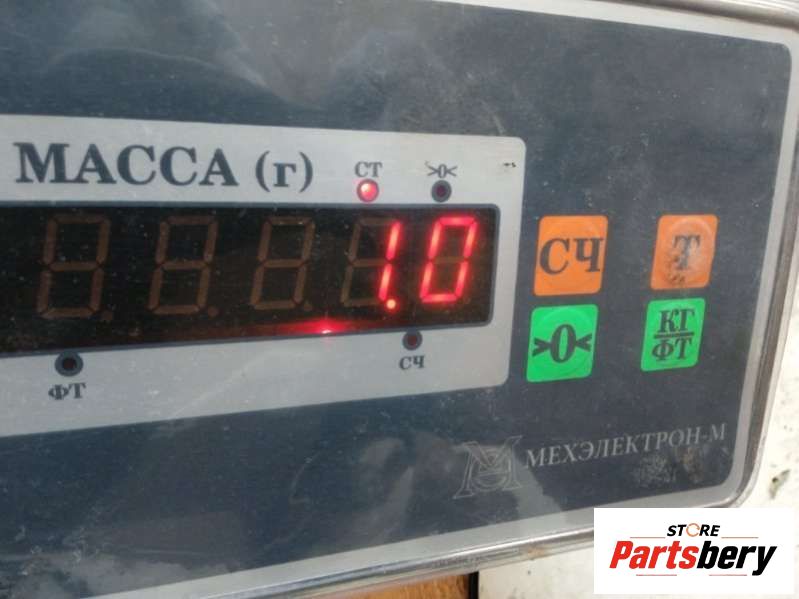 МАССА (г)
СТ
>0<
1.0
ФТ
СЧ
СЧ
Т
>0<
КГ
ФТ
МЕХЭЛЕКТРОН-М
STORE
Partsbery